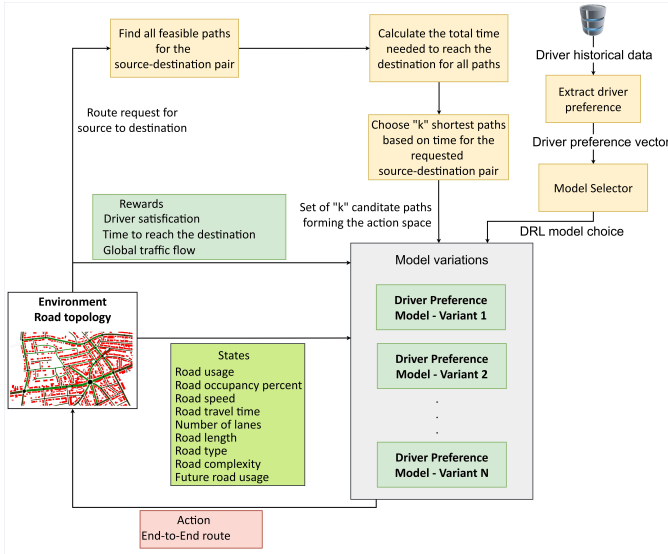 Find all feasible paths
for the
source-destination pair
Calculate the total time
needed to reach the
destination for all paths
Driver historical data
Extract driver
preference
Driver preference vector
Model Selector
DRL model choice
Route request for
source to destination
Choose "k" shortest paths
based on time for the
requested
source-destination pair
Set of "k" canditate paths
forming the action space
Rewards
Driver satisfication
Time to reach the destination
Global traffic flow
Environment
Road topology
States
Road usage
Road occupancy percent
Road speed
Road travel time
Number of lanes
Road length
Road type
Road complexity
Future road usage
Model variations
Driver Preference
Model - Variant 1
Driver Preference
Model - Variant 2
.
.
.
Driver Preference
Model - Variant N
Action
End-to-End route